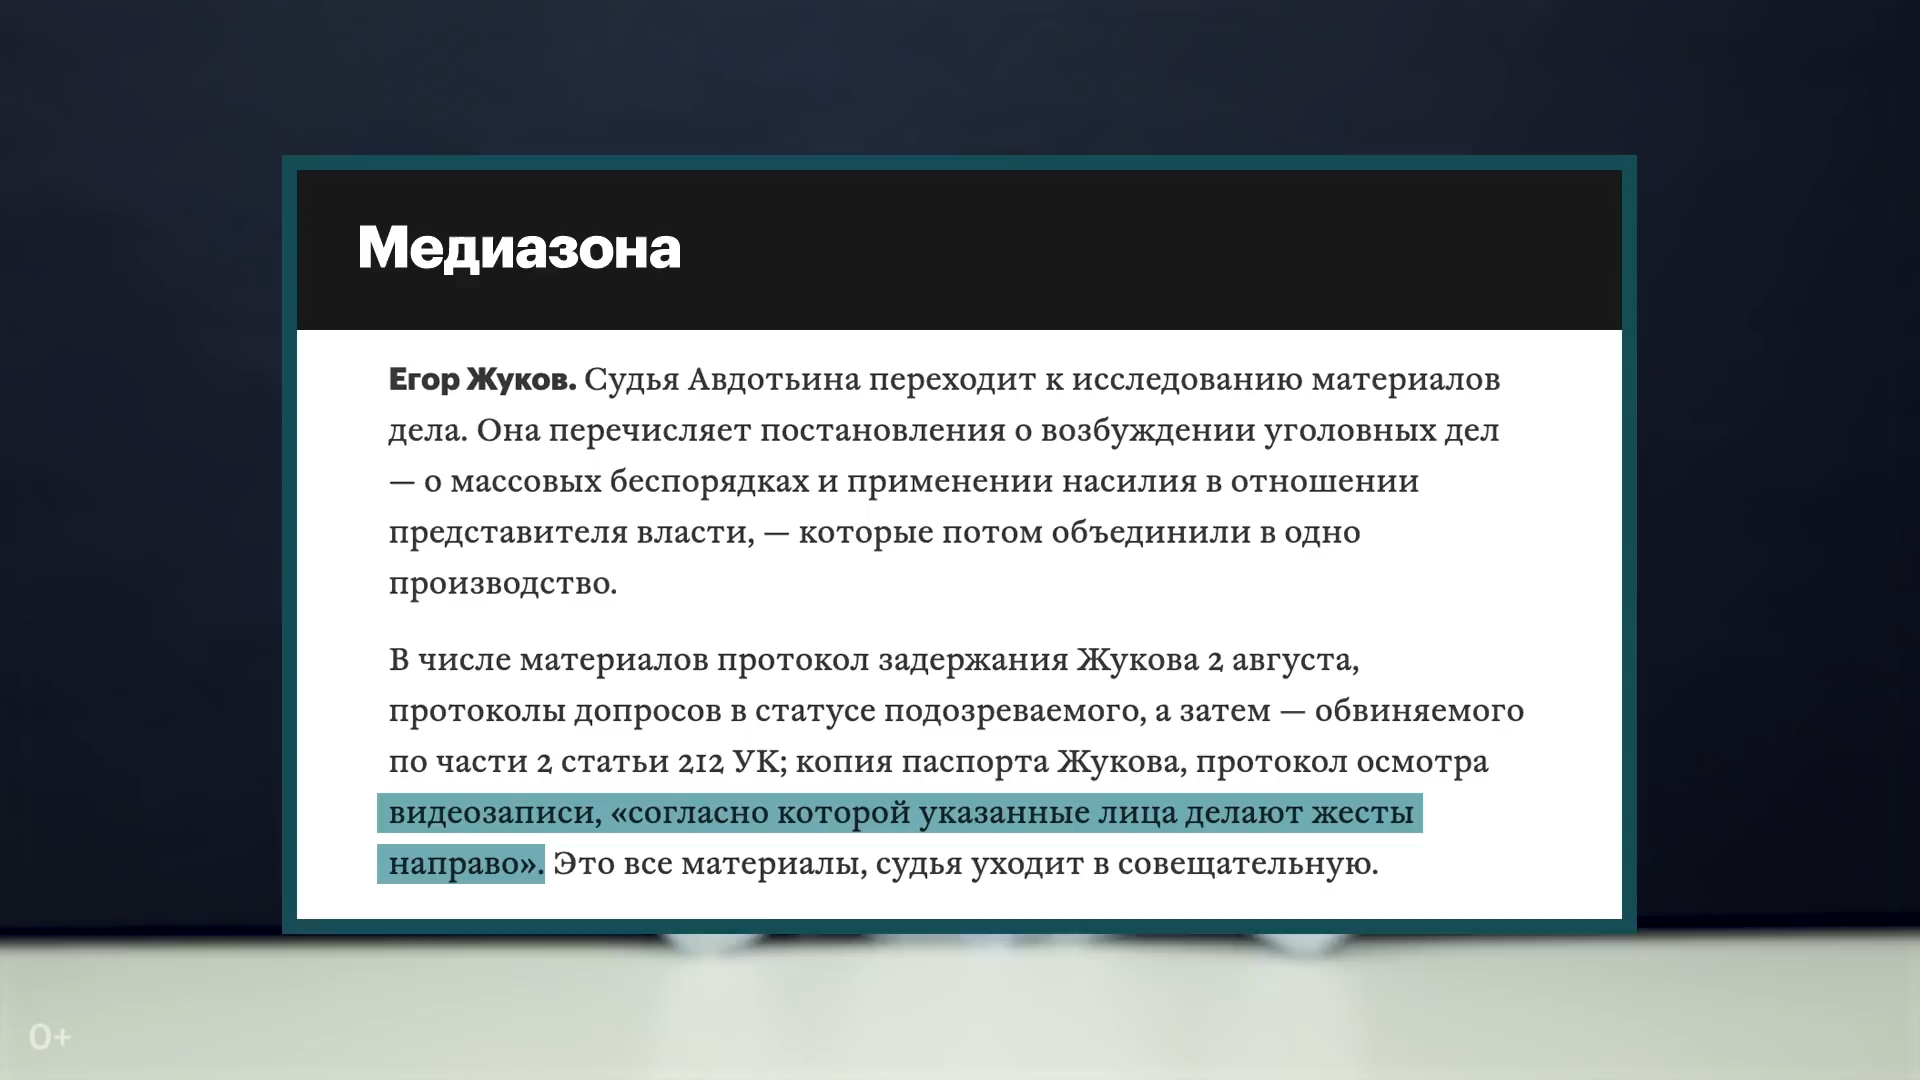 Медиазона
Егор Жуков. Судья Авдотьина переходит к исследованию материалов
дела. Она перечисляет постановления о возбуждении уголовных дел
— о массовых беспорядках и применении насилия в отношении
представителя власти, — которые потом объединили в одно
производство.
В числе материалов протокол задержания Жукова 2 августа,
протоколы допросов в статусе подозреваемого, а затем — обвиняемого
по части 2 статьи 212 УК; копия паспорта Жукова, протокол осмотра
видеозаписи, «согласно которой указанные лица делают жесты
направо». Это все материалы, судья уходит в совещательную.
0+